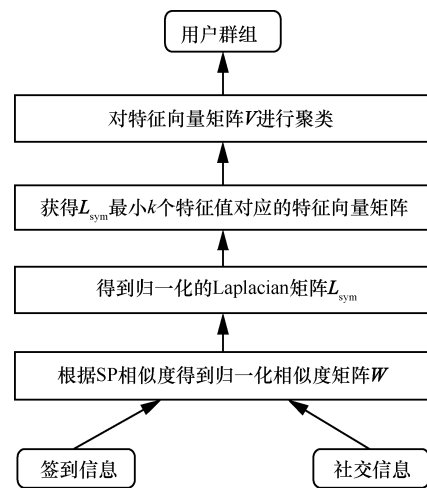 用户群组
对特征向量矩阵V进行聚类
获得Lsym最小k个特征值对应的特征向量矩阵
得到归一化的Laplacian矩阵Lsym
根据SP相似度得到归一化相似度矩阵W
签到信息
社交信息